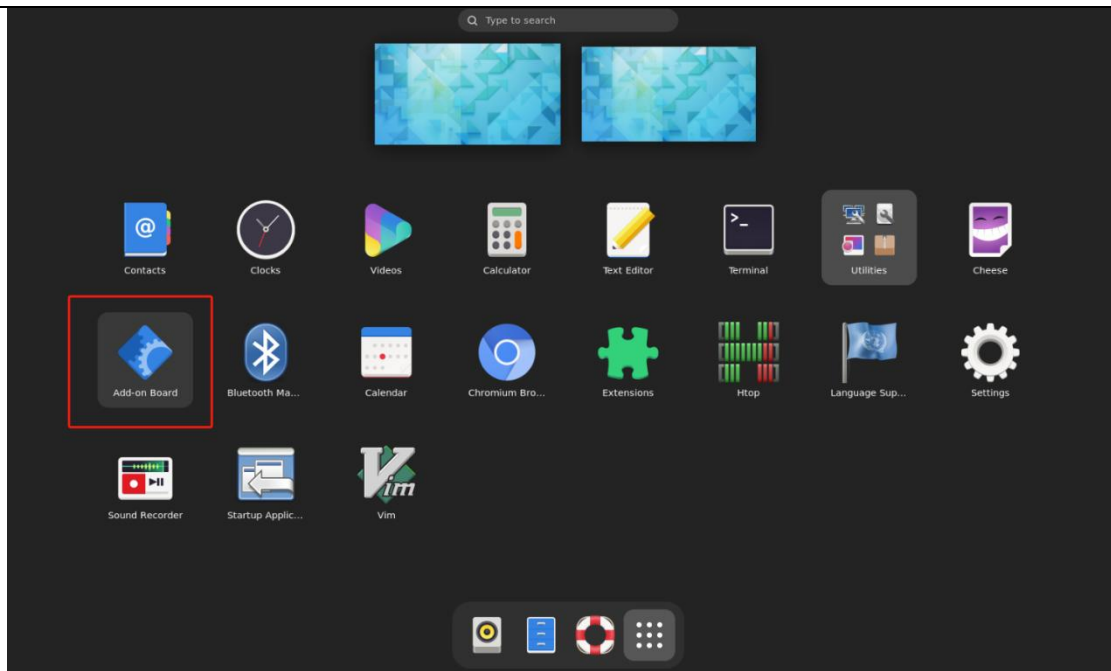 Type to search
Contacts
Clocks
Videos
Calculator
Text Editor
>_
Terminal
Utilities
Cheese
@
Add-on Board
Bluetooth Ma...
Calendar
Chromium Bro...
Extensions
Htop
Language Sup...
Settings
Sound Recorder
Startup Applic...
Vim
Vim